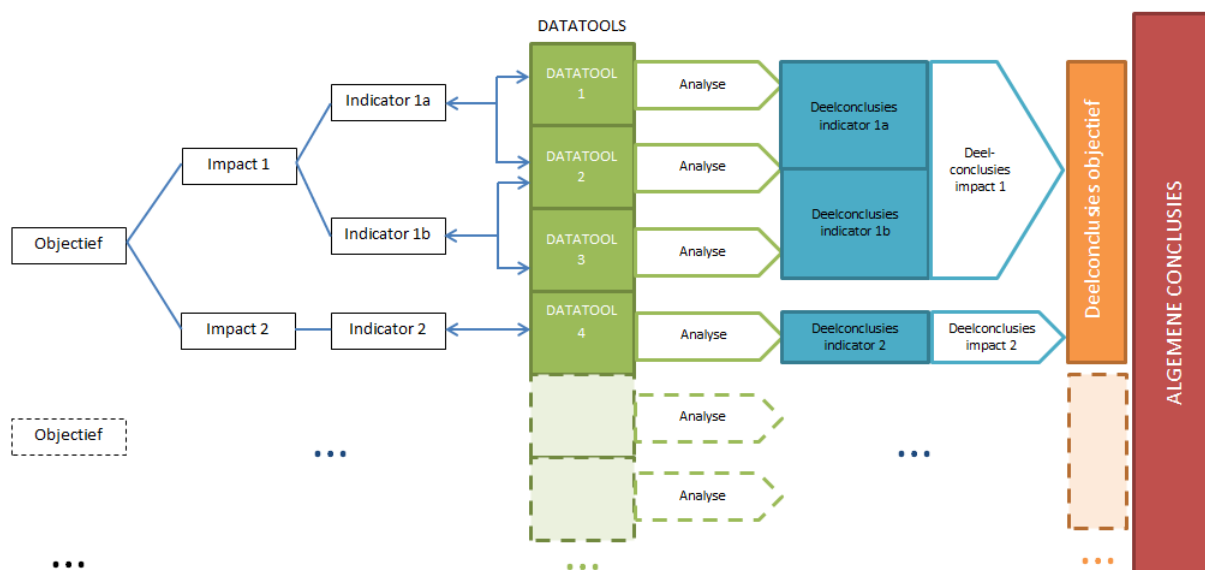 DATATOOLS
Objectief
Impact 1
Impact 2
Indicator 1a
Indicator 1b
Indicator 2
DATATOOL
1
DATATOOL
2
DATATOOL
3
DATATOOL
4
Analyse
Analyse
Analyse
Analyse
Analyse
Analyse
Deelconclusies
indicator 1a
Deelconclusies
indicator 1b
Deelconclusies
indicator 2
Deel-
conclusies
impact 1
Deelconclusies
impact 2
Deelconclusies objectief
ALGEMENE CONCLUSIES
Objectief
...
...
...
...
...